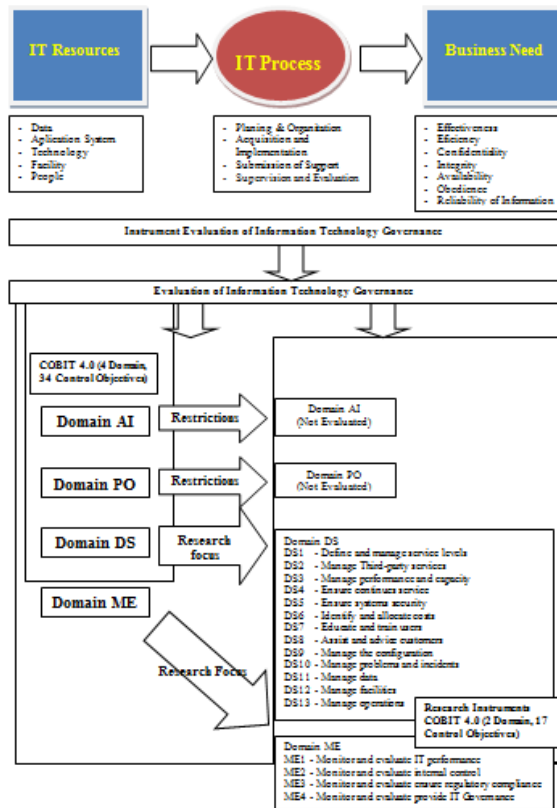 IT Resources
IT Process
Business Need
- Data
- Aplication System
- Technology
- Facility
- People
- Planing & Organisation
- Acquisition and
Implementation
- Submission of Support
- Supervision and Evaluation
- Effectiveness
- Eficiency
- Confidentiality
- Integrity
- Availability
- Obedience
- Reliability of Information
Instrument Evaluation of Information Technology Governance
Evaluation of Information Technology Governance
COBIT 4.0 (4 Domain,
34 Control Objectives)
Domain AI
Restrictions
Domain AI
(Not Evaluated)
Domain PO
Restrictions
Domain PO
(Not Evaluated)
Domain DS
Research
focus
Domain ME
Research Focus
Domain DS
DS1 - Define and manage service levels
DS2 - Manage Third-party services
DS3 - Manage performance and capacity
DS4 - Ensure continues service
DS5 - Ensure systems security
DS6 - Identify and allocate costs
DS7 - Educate and train users
DS8 - Assist and advice customers
DS9 - Manage the configuration
DS10 - Manage problems and incidents
DS11 - Manage data
DS12 - Manage facilities
DS13 - Manage operations
Research Instruments
COBIT 4.0 (2 Domain, 17
Control Objectives)
Domain ME
ME1 - Monitor and evaluate IT performance
ME2 - Monitor and evaluate internal control
ME3 - Monitor and evaluate ensure regulatory compliance
ME4 - Monitor and evaluate provide IT Governance